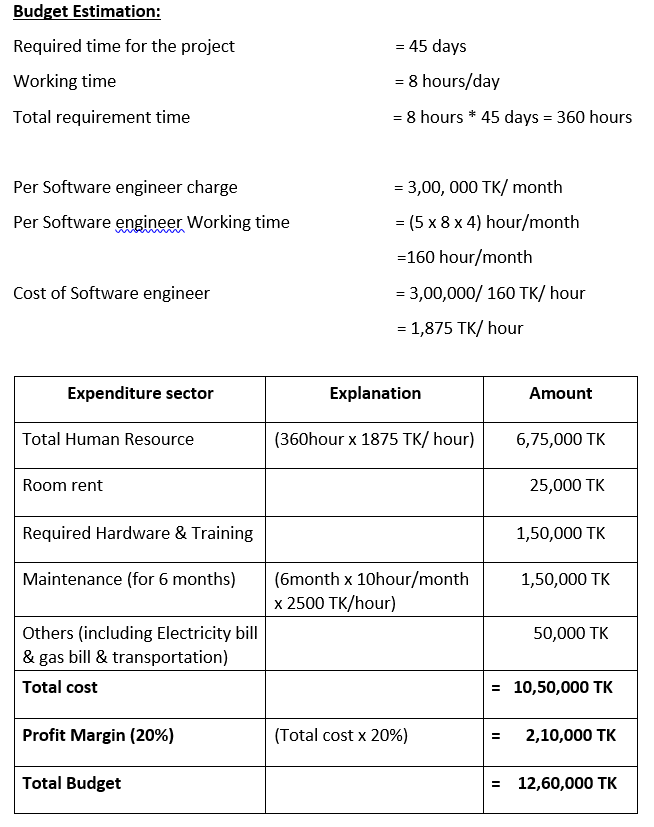 Budget Estimation:
Required time for the project = 45 days
Working time = 8 hours/day
Total requirement time = 8 hours * 45 days = 360 hours
Per Software engineer charge = 3,00, 000 TK/ month
Per Software engineer Working time = (5 x 8 x 4) hour/month
=160 hour/month
Cost of Software engineer = 3,00,000/ 160 TK/ hour
= 1,875 TK/ hour
Expenditure sector Explanation Amount
Total Human Resource (360hour x 1875 TK/ hour) 6,75,000 TK
Room rent 25,000 TK
Required Hardware & Training 1,50,000 TK
Maintenance (for 6 months) (6month x 10hour/month 1,50,000 TK
x 2500 TK/hour)
Others (including Electricity bill 50,000 TK
& gas bill & transportation)
Total cost = 10,50,000 TK
Profit Margin (20%) (Total cost x 20%) = 2,10,000 TK
Total Budget = 12,60,000 TK